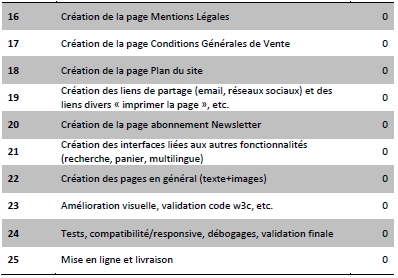 16 Création de la page Mentions Légales 0
17 Création de la page Conditions Générales de Vente 0
18 Création de la page Plan du site 0
19 Création des liens de partage (email, réseaux sociaux) et des 0
liens divers « imprimer la page », etc.
20 Création de la page abonnement Newsletter 0
21 Création des interfaces liées aux autres fonctionnalités 0
(recherche, panier, multilingue)
22 Création des pages en général (texte+images) 0
23 Amélioration visuelle, validation code w3c, etc. 0
24 Tests, compatibilité/responsive, débogages, validation finale 0
25 Mise en ligne et livraison 0